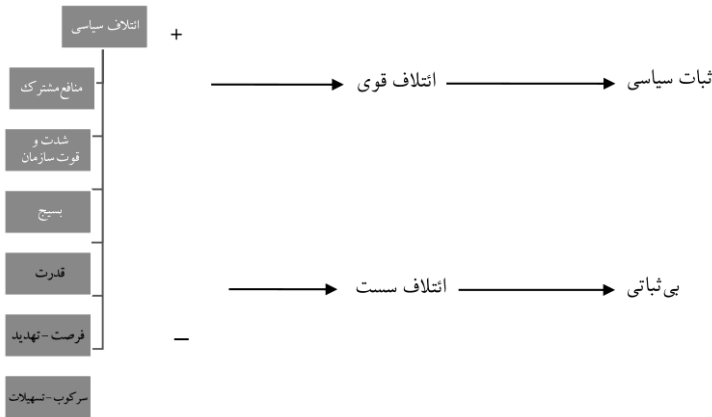 ائتلاف سیاسی
+
منافع مشترک
ائتلاف قوی
ثبات سیاسی
شدت و
قوت سازمان
بسیج
قدرت
ائتلاف سست
بی‌ثباتی
فرصت-تهدید
–
سرکوب-تسهیلات